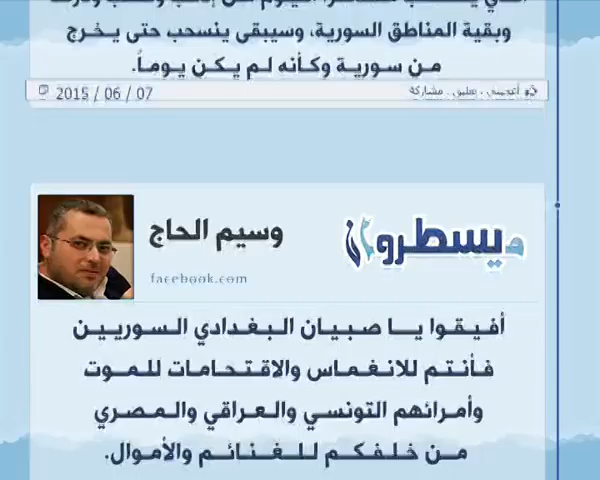 وبقية المناطق السورية، وسيبقى ينسحب حتى يخرج
من سورية وكأنه لم يكن يوماً.
أعجبني . تعليق . مشاركة
2015 / 06 / 07
وسيم الحاج
facebook.com
يسطرون
أفيقوا يا صبيان البغدادي السوريين
فأنتم للانغماس والاقتحامات للموت
وأمرائهم التونسي والعراقي والمصري
من خلفكم للغنائم والأموال.